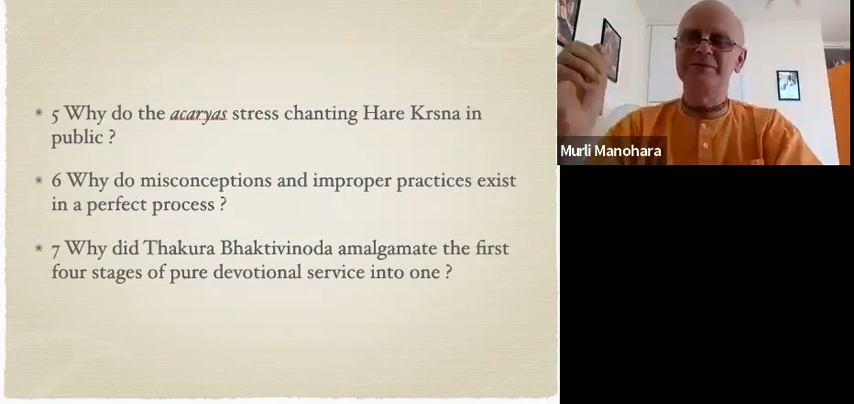 * 5 Why do the acaryas stress chanting Hare Krsna in
public ?
* 6 Why do misconceptions and improper practices exist
in a perfect process ?
* 7 Why did Thakura Bhaktivinoda amalgamate the first
four stages of pure devotional service into one ?
Murli Manohara